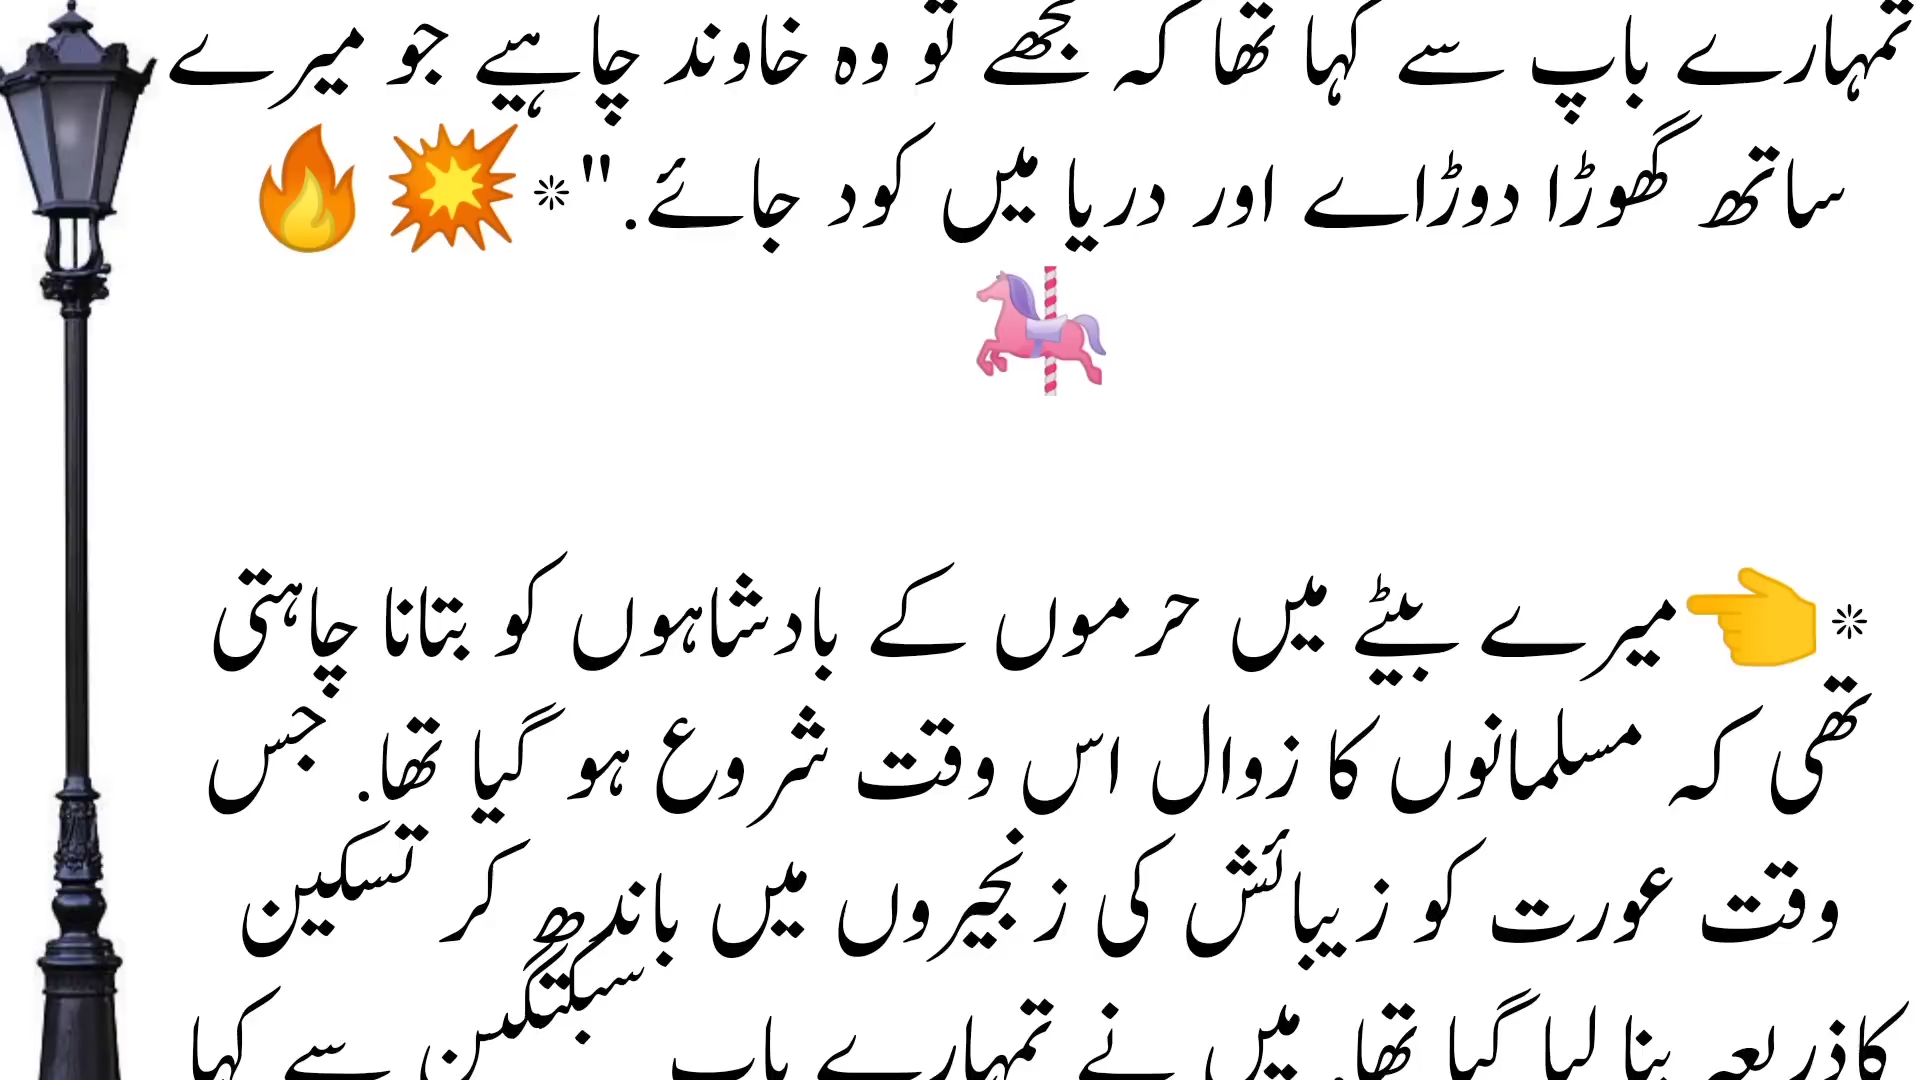 تمہارے باپ سے کہا تھا کہ مجھے تو وہ خاوند چاہیے جو میرے
ساتھ گھوڑا دوڑاے اور دریا میں کود جائے."*💥🔥
🎠
*👈میرے بیٹے میں حرموں کے بادشاہوں کو بتانا چاہتی
تھی کہ مسلمانوں کا زوال اس وقت شروع ہو گیا تھا. جس
وقت عورت کو زیبائش کی زنجیروں میں باندھ کر تسکین
کاذریعہ بنا لیا گیا تھا. میں نے تمہارے باپ سبکتگین سے کہا